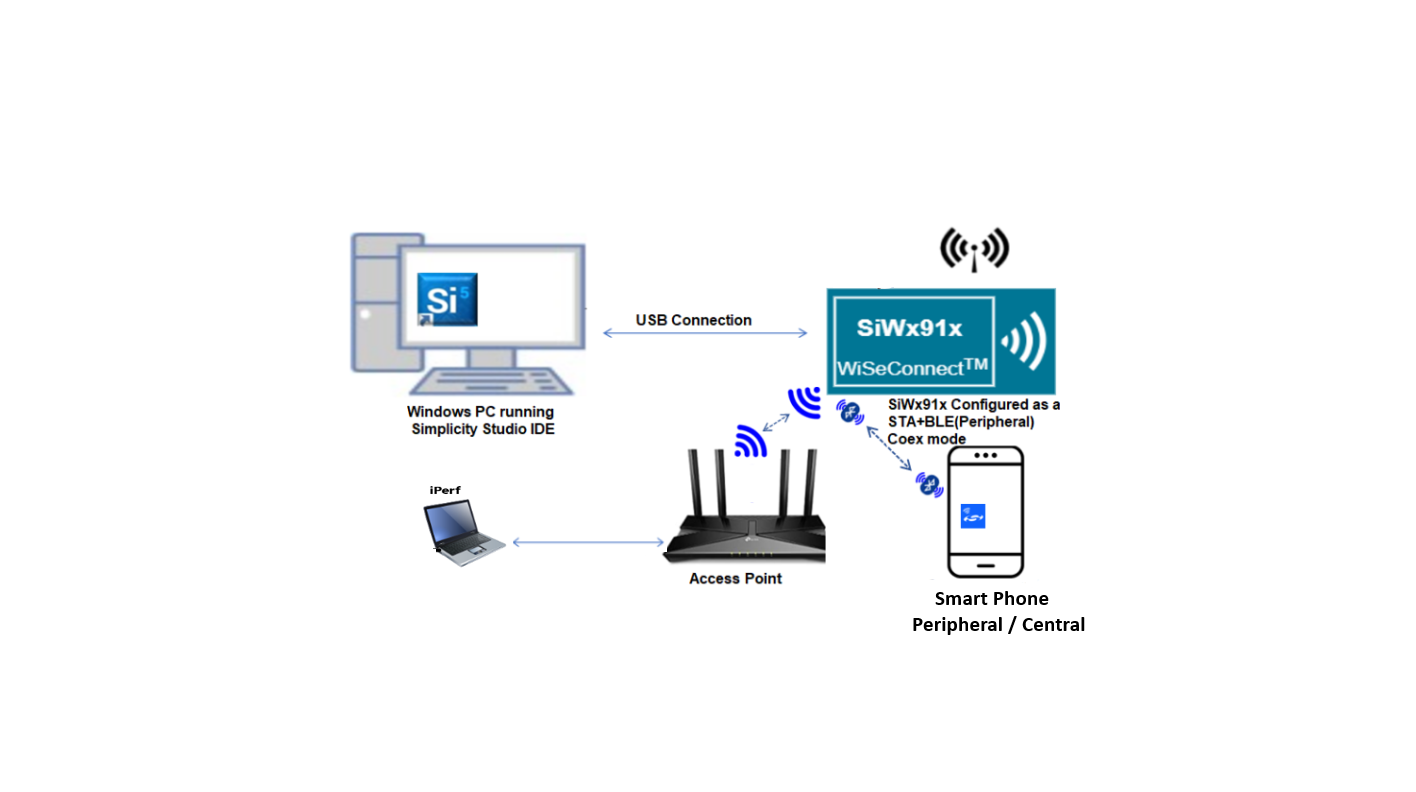 Si 5
USB Connection
SiWx91x
WiSeConnect™
Windows PC running
Simplicity Studio IDE
SiWx91x Configured as a
STA+BLE(Peripheral)
Coex mode
iPerf
Access Point
Smart Phone
Peripheral / Central